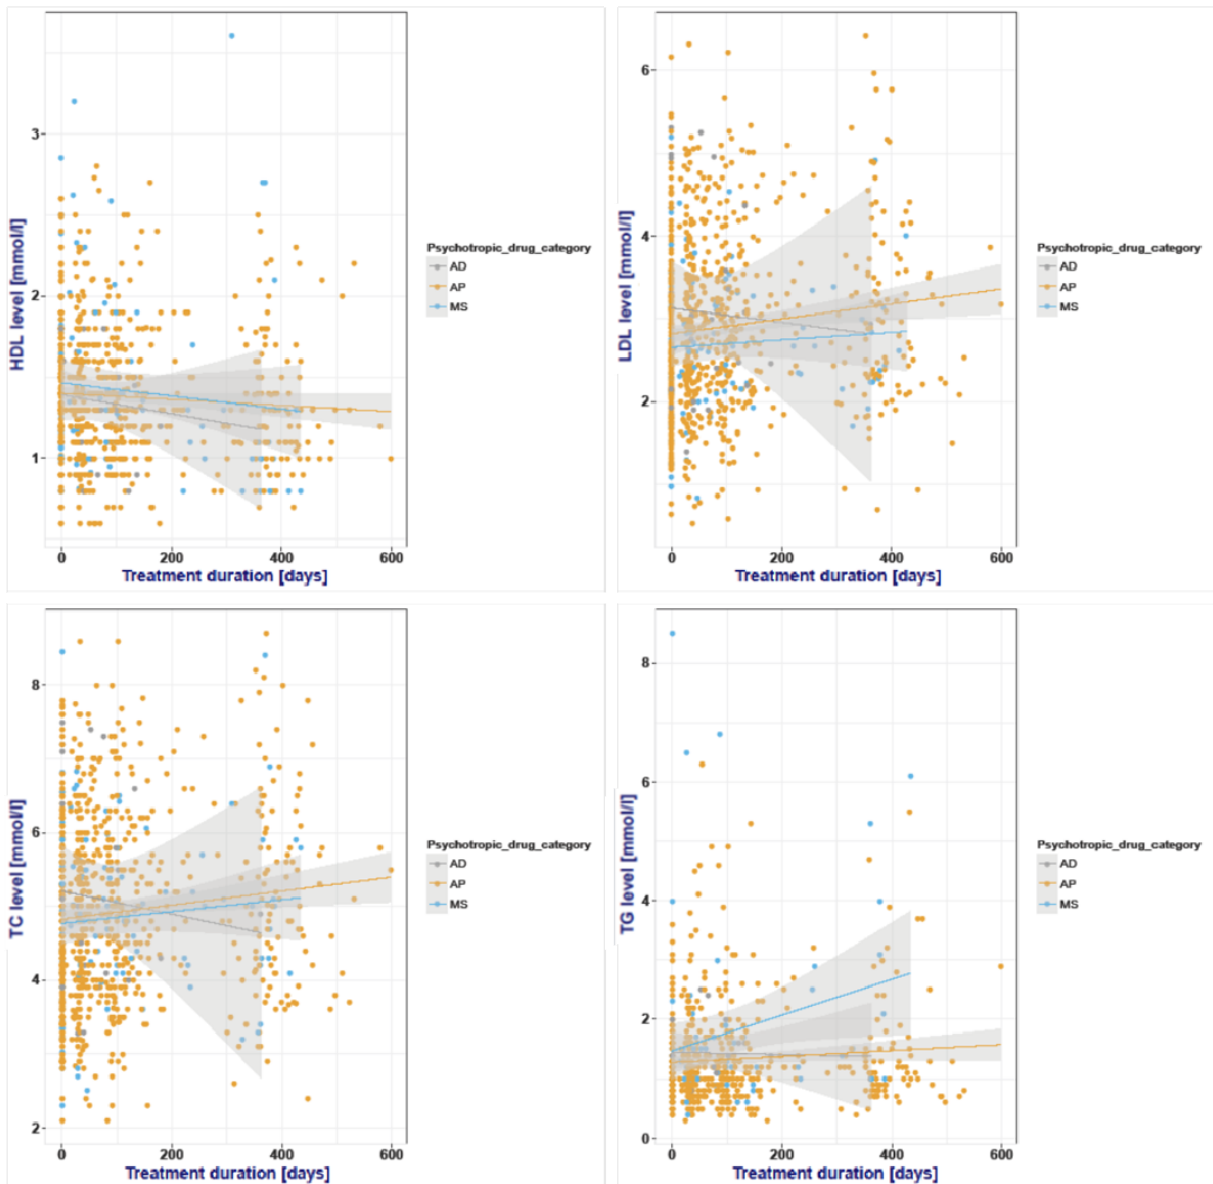 HDL level [mmol/l]
3
2
1
0
200
400
600
Treatment duration [days]
Psychotropic_drug_category
AD
AP
MS
LDL level [mmol/l]
6
4
2
0
200
400
600
Treatment duration [days]
Psychotropic_drug_category
AD
AP
MS
TC level [mmol/l]
8
6
4
2
0
200
400
600
Treatment duration [days]
Psychotropic_drug_category
AD
AP
MS
TG level [mmol/l]
8
6
4
2
0
0
200
400
600
Treatment duration [days]
Psychotropic_drug_category
AD
AP
MS